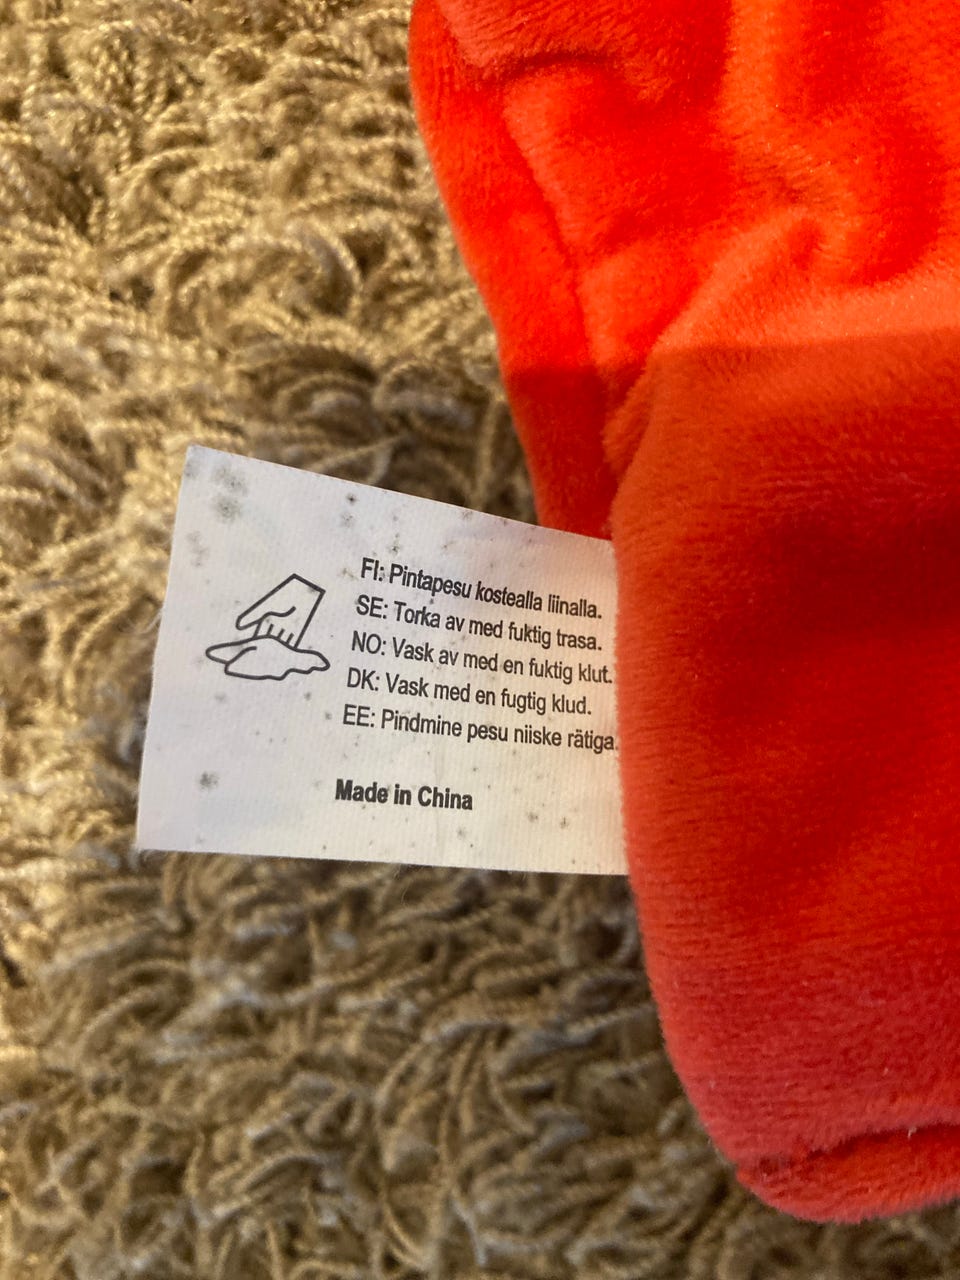 FI: Pintapesu kostealla liinalla.
SE: Torka av med fuktig trasa.
NO: Vask av med en fuktig klut.
DK: Vask med en fugtig klud.
EE: Pindmine pesu niiske rätiga.
Made in China